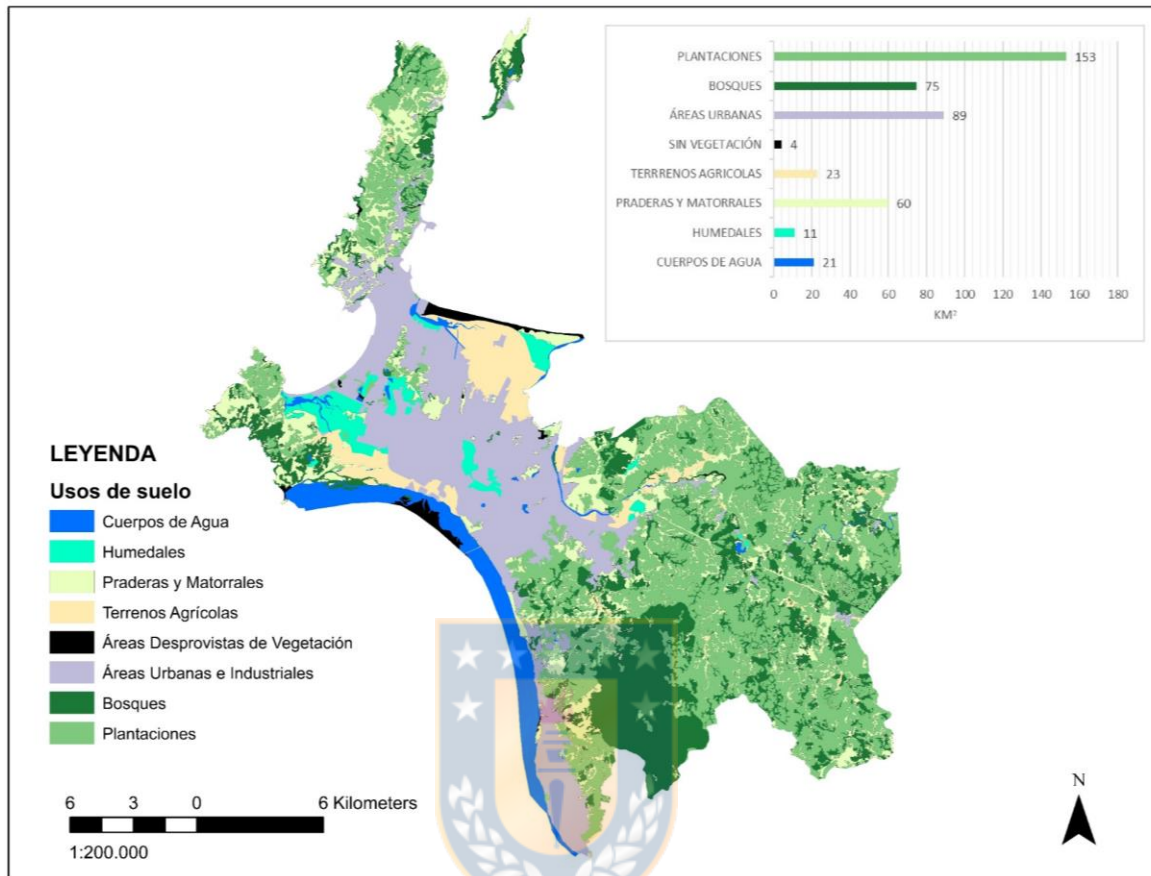 PLANTACIONES 153
BOSQUES 75
ÁREAS URBANAS 89
SIN VEGETACIÓN 4
TERRRENOS AGRICOLAS 23
PRADERAS Y MATORRALES 60
HUMEDALES 11
CUERPOS DE AGUA 21
0 20 40 60 80 100 120 140 160 180
KM²
LEYENDA
Usos de suelo
Cuerpos de Agua
Humedales
Praderas y Matorrales
Terrenos Agrícolas
Áreas Desprovistas de Vegetación
Áreas Urbanas e Industriales
Bosques
Plantaciones
6 3 0 6 Kilometers
1:200.000
N